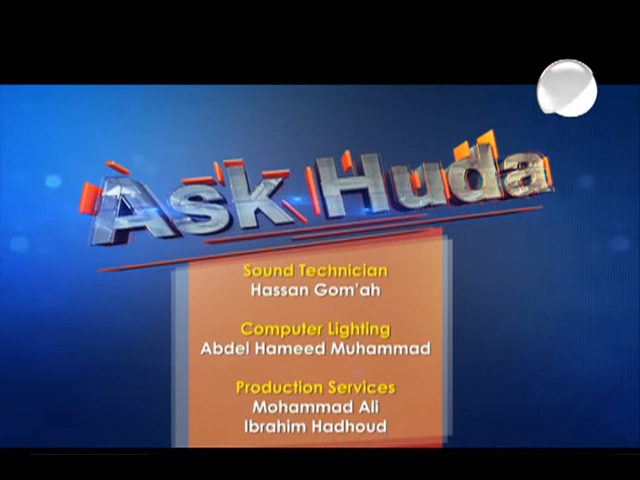 Ask Huda
Sound Technician
Hassan Gom'ah
Computer Lighting
Abdel Hameed Muhammad
Production Services
Mohammad Ali
Ibrahim Hadhoud